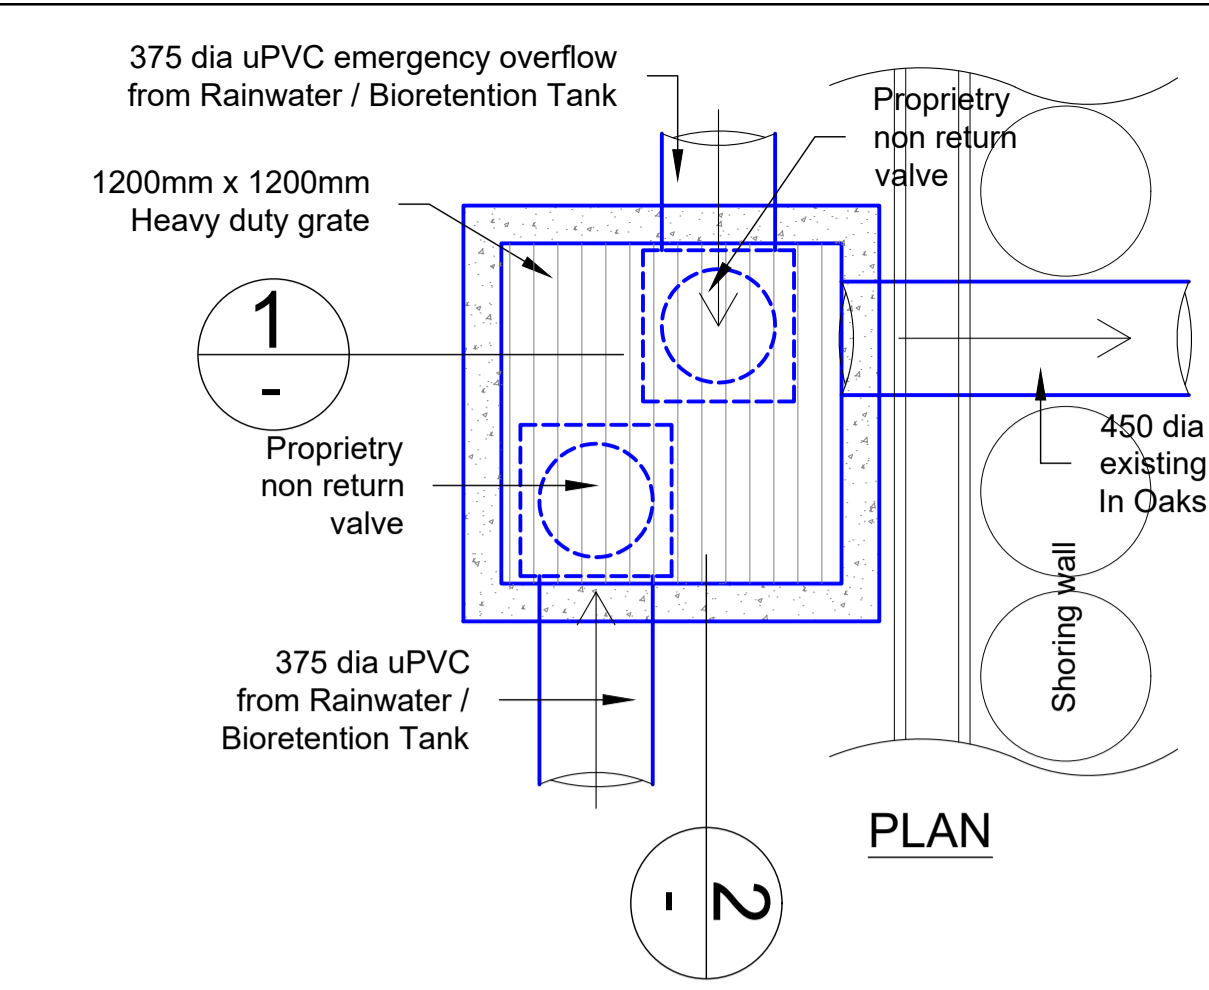 375 dia uPVC emergency overflow
from Rainwater / Bioretention Tank
Proprietry
non return
valve
1200mm x 1200mm
Heavy duty grate
1
-
Proprietry
non return
valve
450 dia
existing
In Oaks
Shoring wall
375 dia uPVC
from Rainwater /
Bioretention Tank
PLAN
2
-